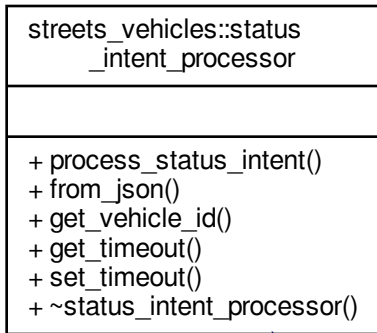 streets_vehicles::status
_intent_processor
+ process_status_intent()
+ from_json()
+ get_vehicle_id()
+ get_timeout()
+ set_timeout()
+ ~status_intent_processor()